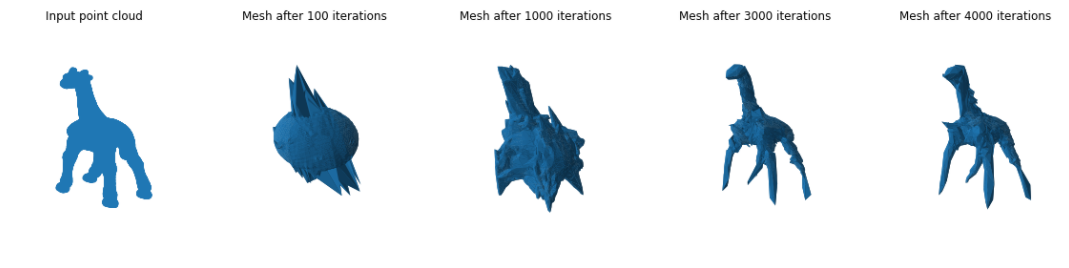 Input point cloud
Mesh after 100 iterations
Mesh after 1000 iterations
Mesh after 3000 iterations
Mesh after 4000 iterations